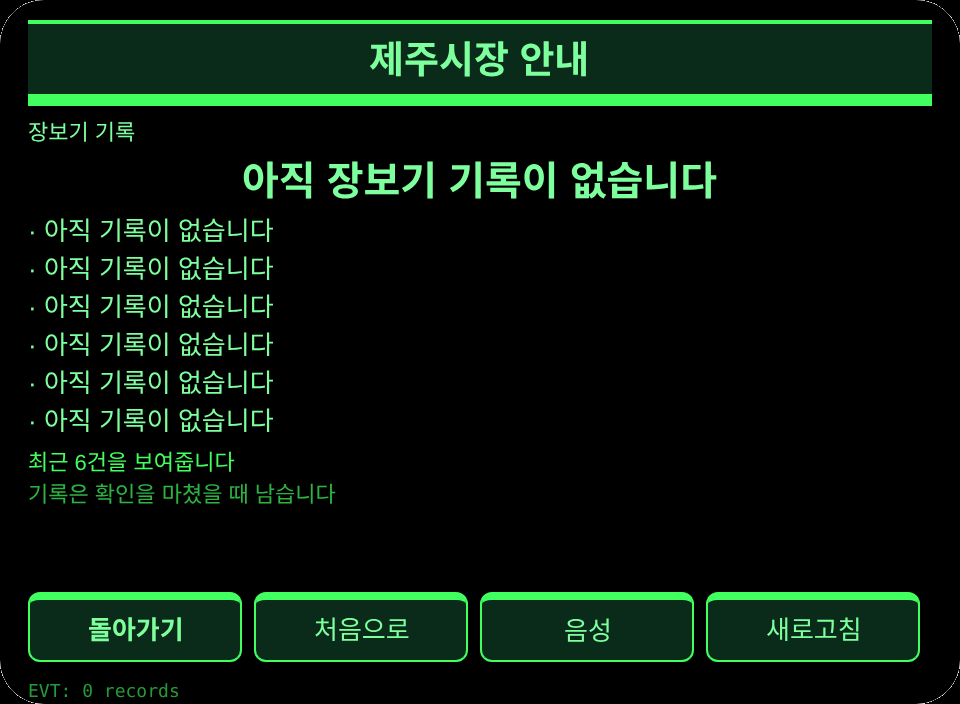 제주시장 안내
장보기 기록
아직 장보기 기록이 없습니다
· 아직 기록이 없습니다
· 아직 기록이 없습니다
· 아직 기록이 없습니다
· 아직 기록이 없습니다
· 아직 기록이 없습니다
· 아직 기록이 없습니다
최근 6건을 보여줍니다
기록은 확인을 마쳤을 때 남습니다
돌아가기 처음으로 음성 새로고침
EVT: 0 records